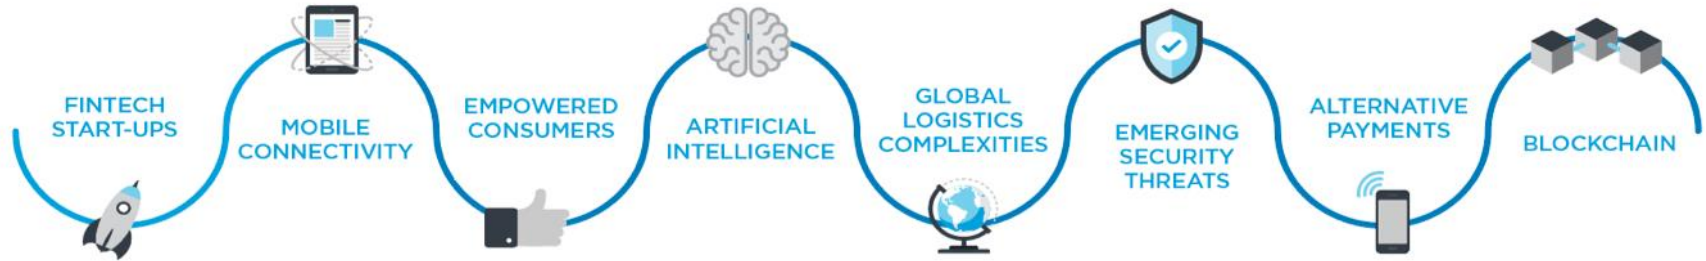 FINTECH
START-UPS
MOBILE
CONNECTIVITY
EMPOWERED
CONSUMERS
ARTIFICIAL
INTELLIGENCE
GLOBAL
LOGISTICS
COMPLEXITIES
EMERGING
SECURITY
THREATS
ALTERNATIVE
PAYMENTS
BLOCKCHAIN